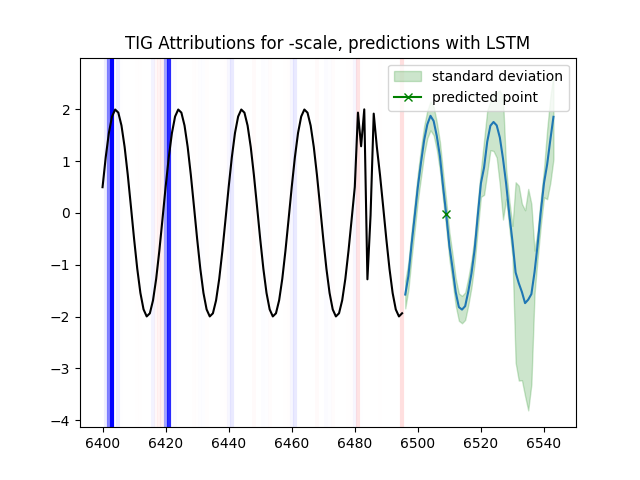 TIG Attributions for -scale, predictions with LSTM
standard deviation
predicted point
2
1
0
−1
−2
−3
−4
6400 6420 6440 6460 6480 6500 6520 6540